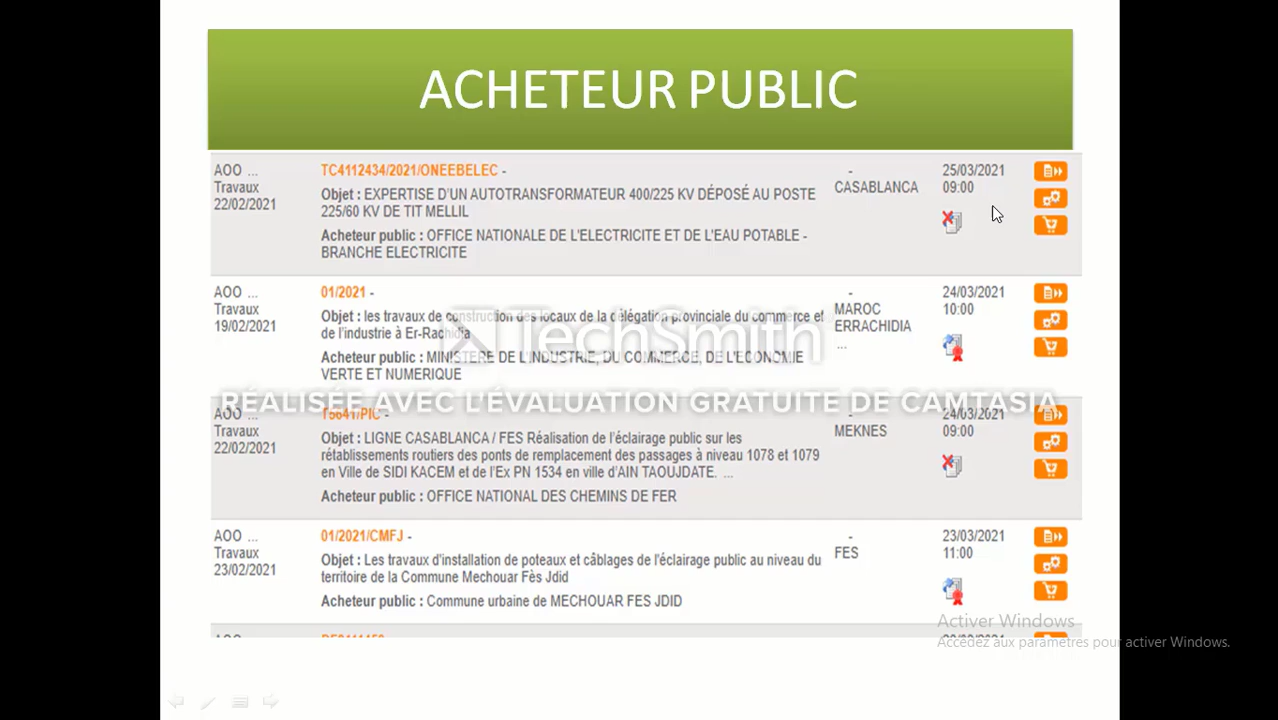 ACHETEUR PUBLIC
AOO ...
Travaux
22/02/2021
TC4112434/2021/ONEEBELEC -
Objet : EXPERTISE D'UN AUTOTRANSFORMATEUR 400/225 KV DÉPOSÉ AU POSTE
225/60 KV DE TIT MELLIL
Acheteur public : OFFICE NATIONALE DE L'ELECTRICITE ET DE L'EAU POTABLE -
BRANCHE ELECTRICITE
-
CASABLANCA
25/03/2021
09:00
AOO ...
Travaux
19/02/2021
01/2021 -
Objet : les travaux de construction des locaux de la délégation provinciale du commerce et
de l'industrie à Er-Rachidia
Acheteur public : MINISTERE DE L'INDUSTRIE, DU COMMERCE, DE L'ECONOMIE
VERTE ET NUMERIQUE
-
MAROC
ERRACHIDIA
...
24/03/2021
10:00
TechSmith
RÉALISÉE AVEC L'ÉVALUATION GRATUITE DE CAMTASIA
AOO ...
Travaux
22/02/2021
T5641/PIC -
Objet : LIGNE CASABLANCA / FES Réalisation de l'éclairage public sur les
rétablissements routiers des ponts de remplacement des passages à niveau 1078 et 1079
en Ville de SIDI KACEM et de l'Ex PN 1534 en ville d'AIN TAOUJDATE. ...
Acheteur public : OFFICE NATIONAL DES CHEMINS DE FER
-
MEKNES
24/03/2021
09:00
AOO ...
Travaux
23/02/2021
01/2021/CMFJ -
Objet : Les travaux d'installation de poteaux et câblages de l'éclairage public au niveau du
territoire de la Commune Mechouar Fès Jdid
Acheteur public : Commune urbaine de MECHOUAR FES JDID
-
FES
23/03/2021
11:00
Activer Windows
Accédez aux paramètres pour activer Windows.